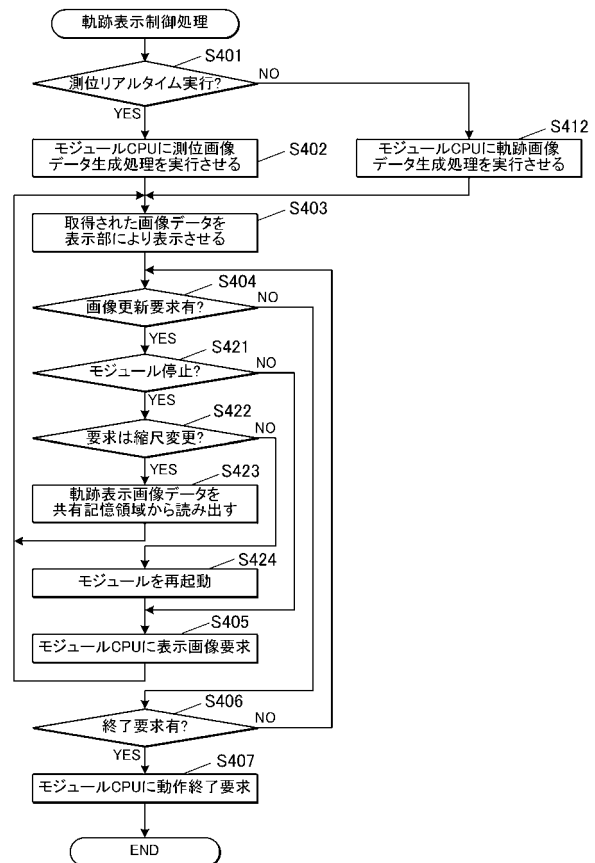 軌跡表示制御処理
S401
測位リアルタイム実行?
NO
YES
モジュールCPUに測位画像
データ生成処理を実行させる
S402
S412
モジュールCPUに軌跡画像
データ生成処理を実行させる
S403
取得された画像データを
表示部により表示させる
S404
画像更新要求有?
NO
YES
S421
モジュール停止?
NO
YES
S422
要求は縮尺変更?
NO
YES
S423
軌跡表示画像データを
共有記憶領域から読み出す
S424
モジュールを再起動
S405
モジュールCPUに表示画像要求
S406
終了要求有?
NO
YES
S407
モジュールCPUに動作終了要求
END